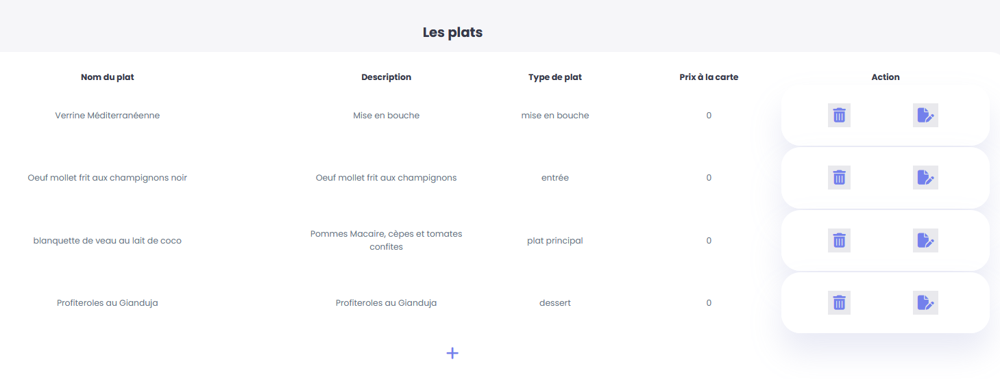 Les plats
Nom du plat Description Type de plat Prix à la carte Action
Verrine Méditerranéenne Mise en bouche mise en bouche 0
Oeuf mollet frit aux champignons noir Oeuf mollet frit aux champignons entrée 0
blanquette de veau au lait de coco Pommes Macaire, cèpes et tomates plat principal 0
confites
Profiteroles au Gianduja Profiteroles au Gianduja dessert 0